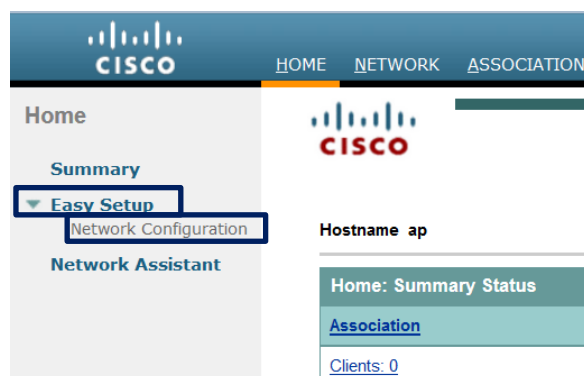 CISCO
HOME NETWORK ASSOCIATION
Home
Summary
Easy Setup
Network Configuration
Network Assistant
CISCO
Hostname ap
Home: Summary Status
Association
Clients: 0